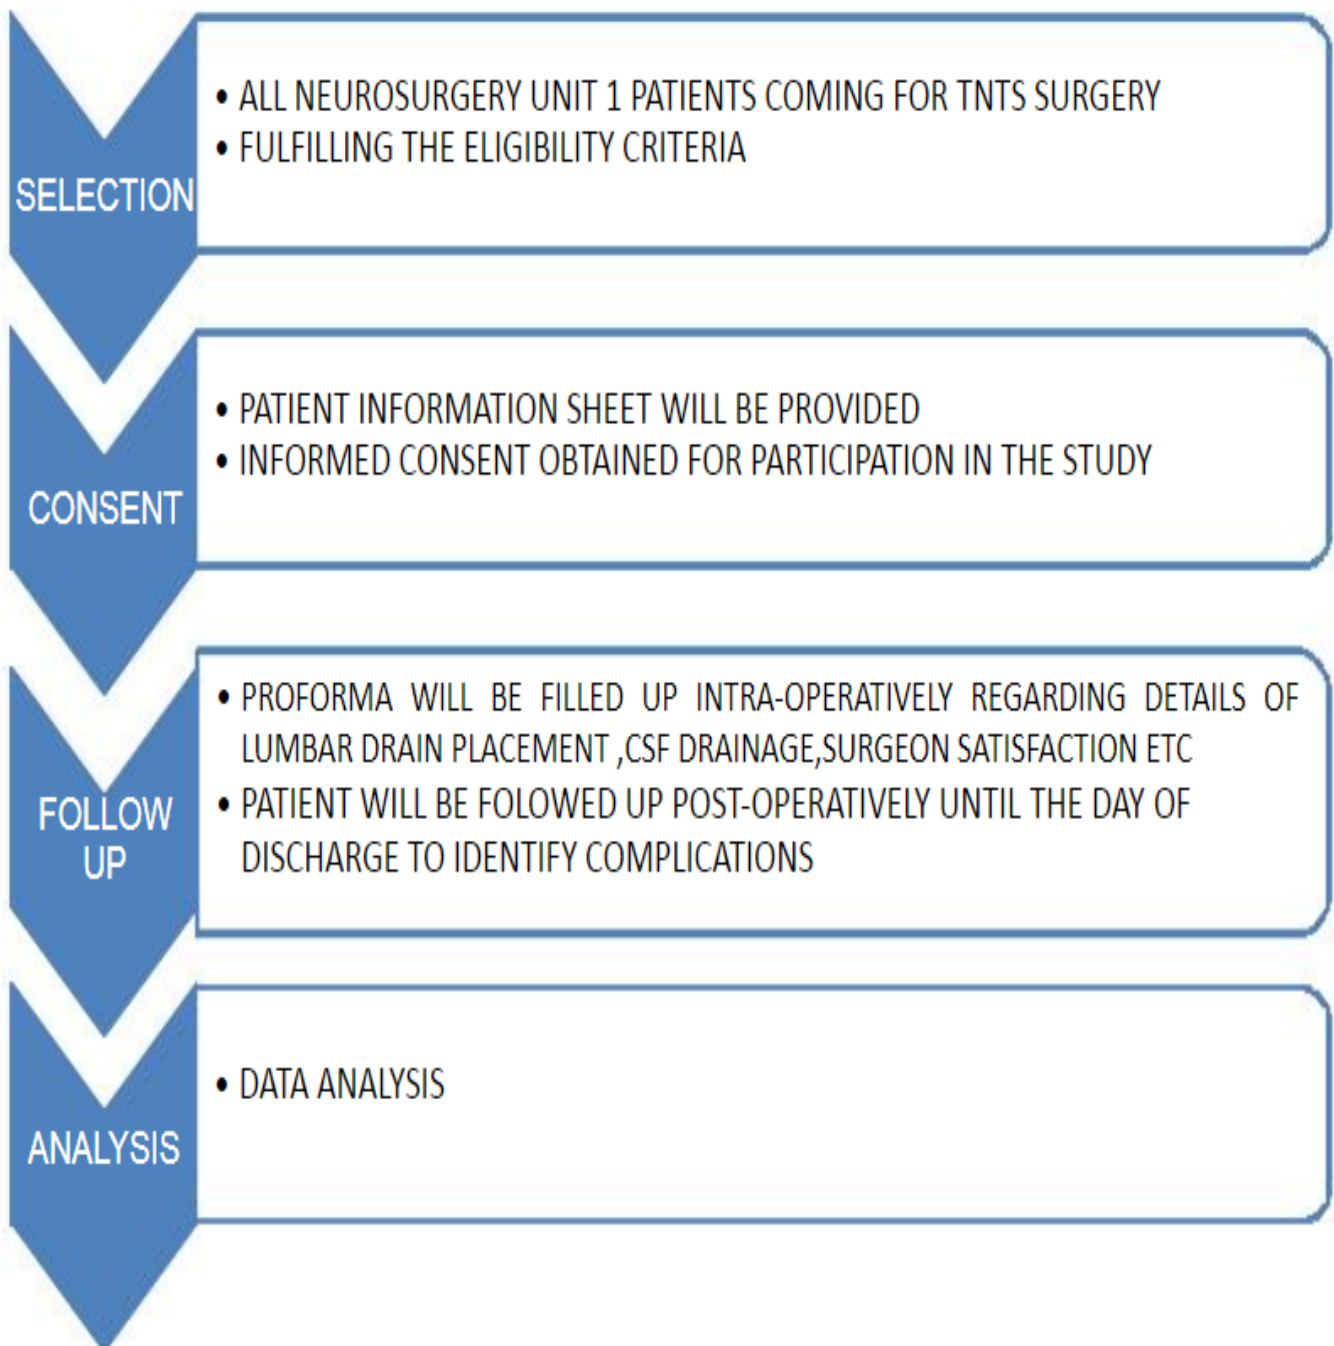 SELECTION
• ALL NEUROSURGERY UNIT 1 PATIENTS COMING FOR TNTS SURGERY
• FULFILLING THE ELIGIBILITY CRITERIA
CONSENT
• PATIENT INFORMATION SHEET WILL BE PROVIDED
• INFORMED CONSENT OBTAINED FOR PARTICIPATION IN THE STUDY
FOLLOW
UP
• PROFORMA WILL BE FILLED UP INTRA-OPERATIVELY REGARDING DETAILS OF
LUMBAR DRAIN PLACEMENT ,CSF DRAINAGE,SURGEON SATISFACTION ETC
• PATIENT WILL BE FOLOWED UP POST-OPERATIVELY UNTIL THE DAY OF
DISCHARGE TO IDENTIFY COMPLICATIONS
ANALYSIS
• DATA ANALYSIS